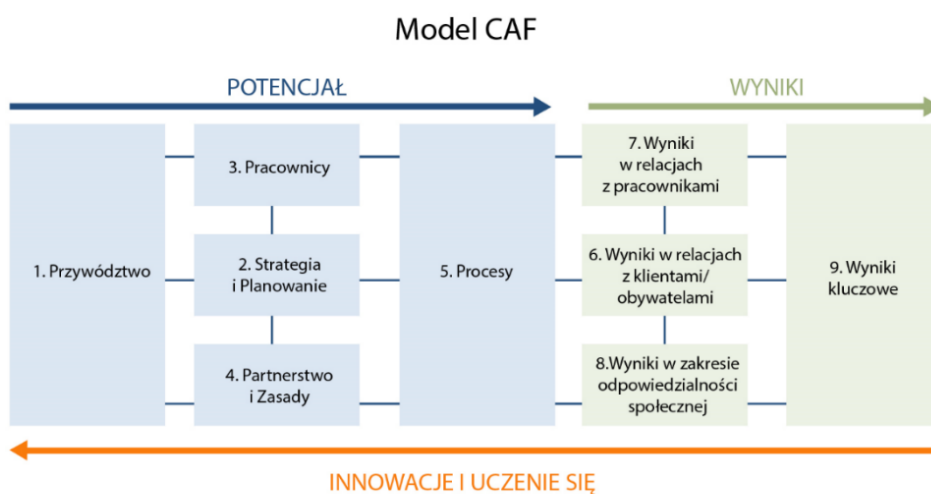 Model CAF
POTENCJAŁ
WYNIKI
1. Przywództwo
3. Pracownicy
2. Strategia
i Planowanie
4. Partnerstwo
i Zasady
5. Procesy
7. Wyniki
w relacjach
z pracownikami
6. Wyniki w relacjach
z klientami/
obywatelami
8.Wyniki w zakresie
odpowiedzialności
społecznej
9. Wyniki
kluczowe
INNOWACJE I UCZENIE SIĘ